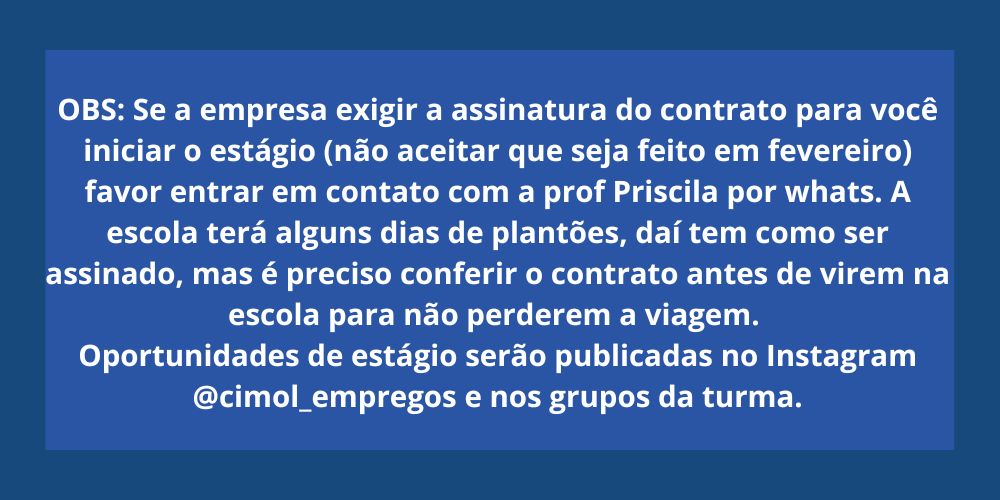 OBS: Se a empresa exigir a assinatura do contrato para você
iniciar o estágio (não aceitar que seja feito em fevereiro)
favor entrar em contato com a prof Priscila por whats. A
escola terá alguns dias de plantões, daí tem como ser
assinado, mas é preciso conferir o contrato antes de virem na
escola para não perderem a viagem.
Oportunidades de estágio serão publicadas no Instagram
@cimol_empregos e nos grupos da turma.